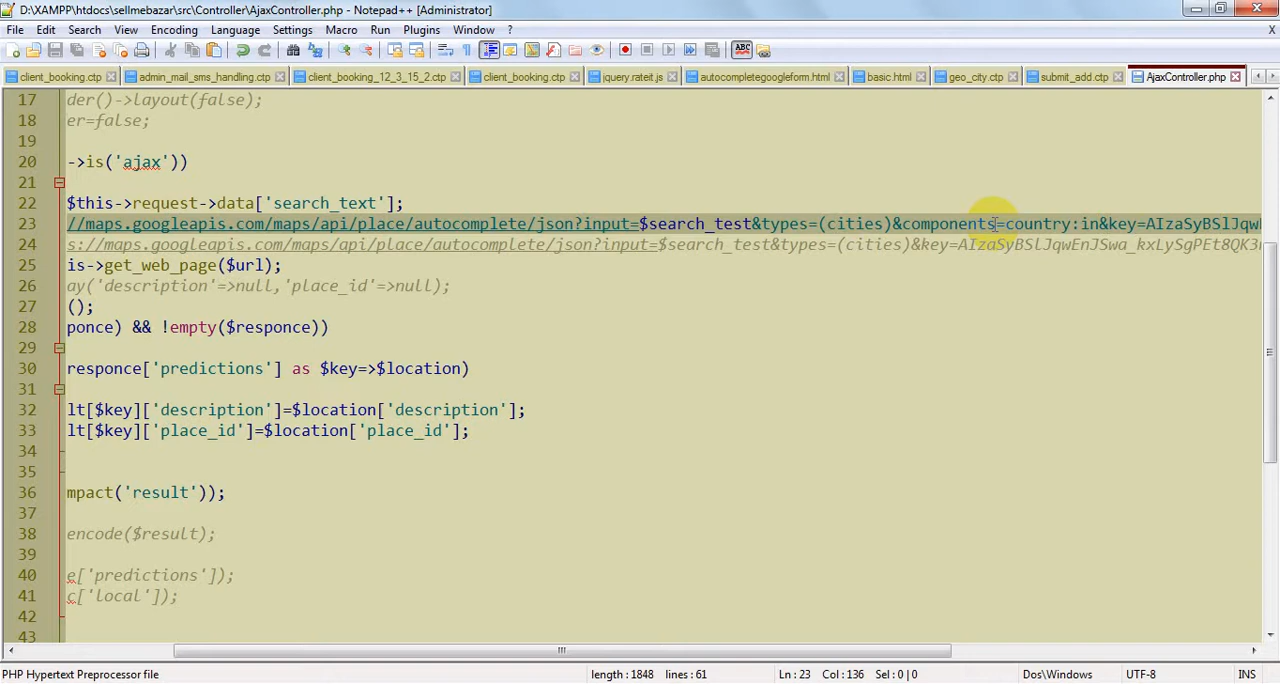 D:\XAMPP\htdocs\sellmebazar\src\Controller\AjaxController.php - Notepad++ [Administrator]
File Edit Search View Encoding Language Settings Macro Run Plugins Window ? X
client_booking.ctp admin_mail_sms_handling.ctp client_booking_12_3_15_2.ctp client_booking.ctp jquery.rateit.js autocompletegoogleform.html basic.html geo_city.ctp submit_add.ctp AjaxController.php
17 der()->layout(false);
18 er=false;
19
20 ->is('ajax'))
21
22 $this->request->data['search_text'];
23 //maps.googleapis.com/maps/api/place/autocomplete/json?input=$search_test&types=(cities)&components=country:in&key=AIzaSyBSlJqw
24 s://maps.googleapis.com/maps/api/place/autocomplete/json?input=$search_test&types=(cities)&key=AIzaSyBSlJqwEnJSwa_kxLySgPEt8QK3
25 is->get_web_page($url);
26 ay('description'=>null,'place_id'=>null);
27 ();
28 ponce) && !empty($responce))
29
30 responce['predictions'] as $key=>$location)
31
32 lt[$key]['description']=$location['description'];
33 lt[$key]['place_id']=$location['place_id'];
34
35
36 mpact('result'));
37
38 encode($result);
39
40 e['predictions']);
41 c['local']);
42
43
PHP Hypertext Preprocessor file length : 1848 lines : 61 Ln : 23 Col : 136 Sel : 0 | 0 Dos\Windows UTF-8 INS